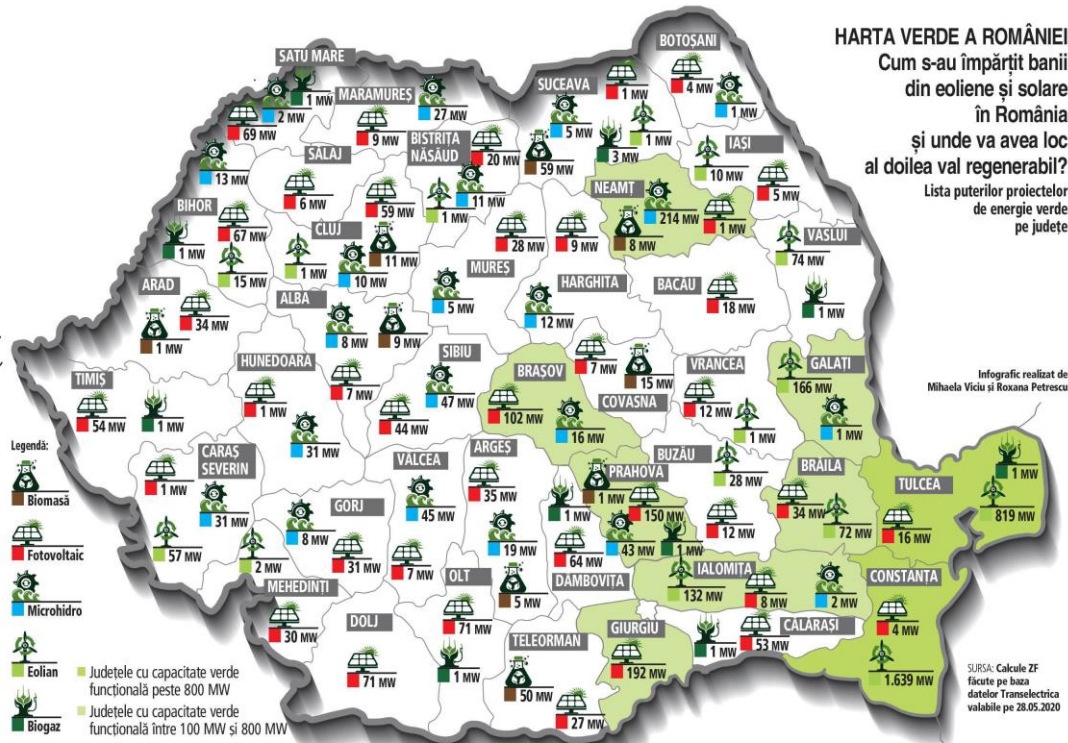 HARTA VERDE A ROMÂNIEI
Cum s-au împărțit banii
din eoliene și solare
în România
și unde va avea loc
al doilea val regenerabil?
Lista puterilor proiectelor
de energie verde
pe județe
Infografic realizat de
Mihaela Viciu și Roxana Petrescu
SATU MARE
1 MW
2 MW
69 MW
MARAMUREȘ
27 MW
9 MW
SUCEAVA
1 MW
5 MW
59 MW
3 MW
1 MW
BOTOȘANI
4 MW
1 MW
BISTRIȚA
NĂSĂUD
20 MW
11 MW
1 MW
SĂLAJ
6 MW
13 MW
BIHOR
67 MW
1 MW
15 MW
CLUJ
59 MW
11 MW
1 MW
10 MW
IAȘI
10 MW
5 MW
NEAMȚ
214 MW
1 MW
8 MW
VASLUI
74 MW
1 MW
MUREȘ
28 MW
5 MW
HARGHITA
9 MW
12 MW
BACĂU
18 MW
ARAD
34 MW
1 MW
ALBA
8 MW
9 MW
7 MW
SIBIU
47 MW
44 MW
HUNEDOARA
1 MW
31 MW
TIMIȘ
54 MW
1 MW
BRAȘOV
102 MW
16 MW
COVASNA
7 MW
15 MW
VRANCEA
12 MW
1 MW
GALAȚI
166 MW
1 MW
CARAȘ
SEVERIN
1 MW
31 MW
57 MW
GORJ
8 MW
31 MW
VALCEA
45 MW
7 MW
ARGEȘ
35 MW
19 MW
DÂMBOVIȚA
1 MW
64 MW
PRAHOVA
1 MW
150 MW
43 MW
1 MW
BUZĂU
28 MW
12 MW
BRĂILA
34 MW
72 MW
TULCEA
1 MW
819 MW
16 MW
MEHEDINȚI
2 MW
30 MW
DOLJ
71 MW
OLT
5 MW
71 MW
1 MW
TELEORMAN
50 MW
27 MW
GIURGIU
192 MW
IALOMIȚA
132 MW
8 MW
2 MW
CĂLĂRAȘI
1 MW
53 MW
CONSTANȚA
4 MW
1.639 MW
Legendă:
Biomasă
Fotovoltaic
Microhidro
Eolian
Biogaz
Județele cu capacitate verde
funcțională peste 800 MW
Județele cu capacitate verde
funcțională între 100 MW și 800 MW
SURSA: Calcule ZF
făcute pe baza
datelor Transelectrica
valabile pe 28.05.2020